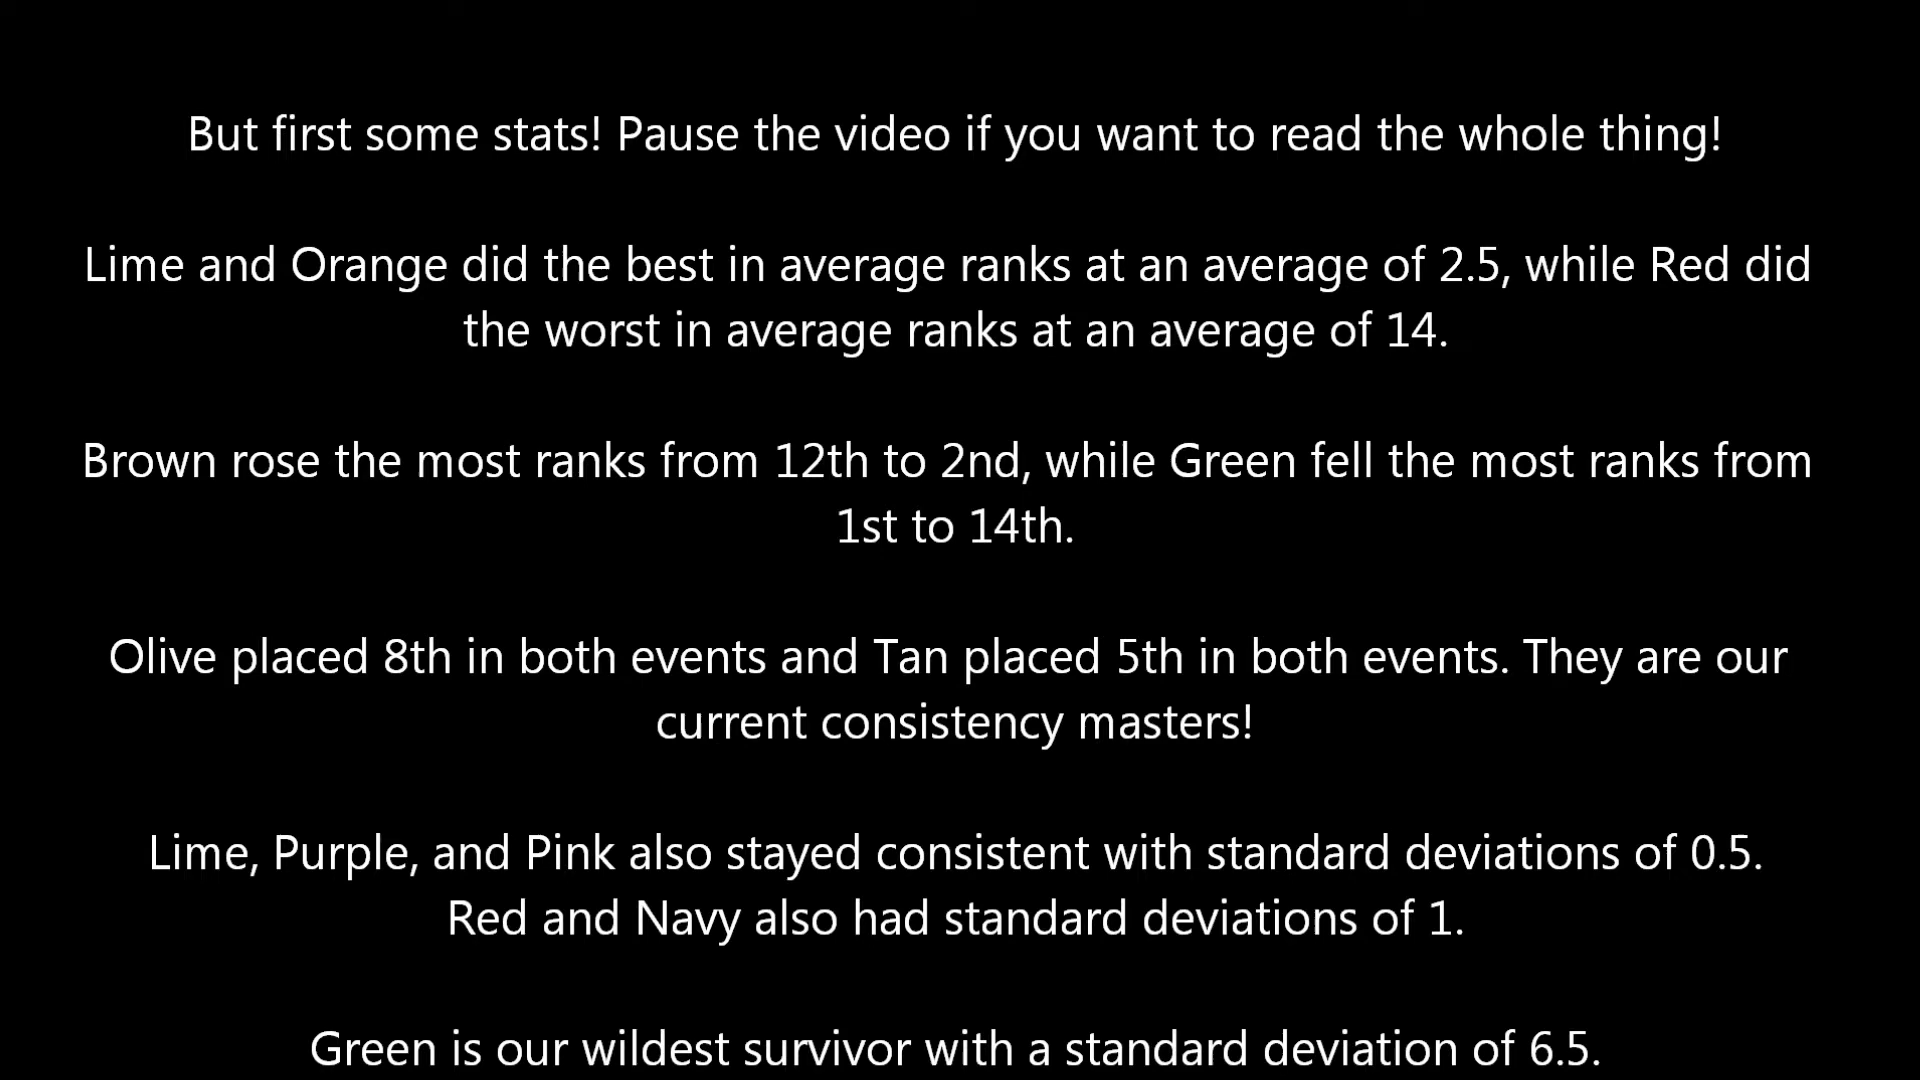 But first some stats! Pause the video if you want to read the whole thing!
Lime and Orange did the best in average ranks at an average of 2.5, while Red did
the worst in average ranks at an average of 14.
Brown rose the most ranks from 12th to 2nd, while Green fell the most ranks from
1st to 14th.
Olive placed 8th in both events and Tan placed 5th in both events. They are our
current consistency masters!
Lime, Purple, and Pink also stayed consistent with standard deviations of 0.5.
Red and Navy also had standard deviations of 1.
Green is our wildest survivor with a standard deviation of 6.5.